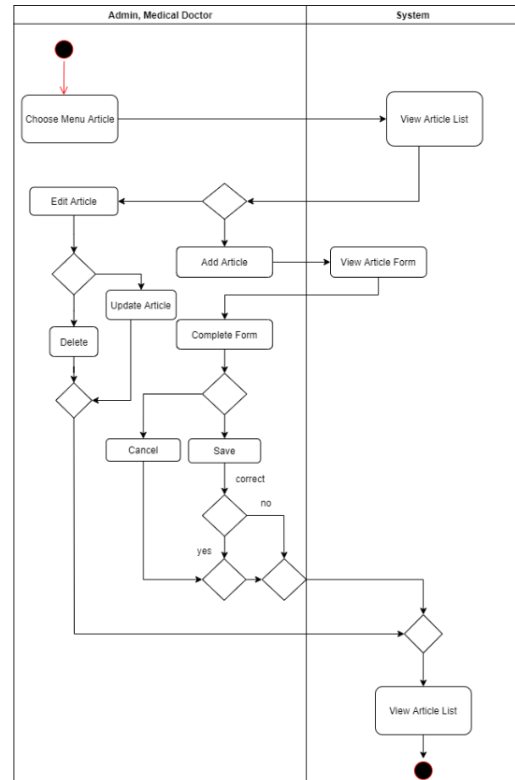 Admin, Medical Doctor
System
Choose Menu Article
View Article List
Edit Article
Add Article
View Article Form
Update Article
Delete
Complete Form
Cancel
Save
correct
no
yes
View Article List